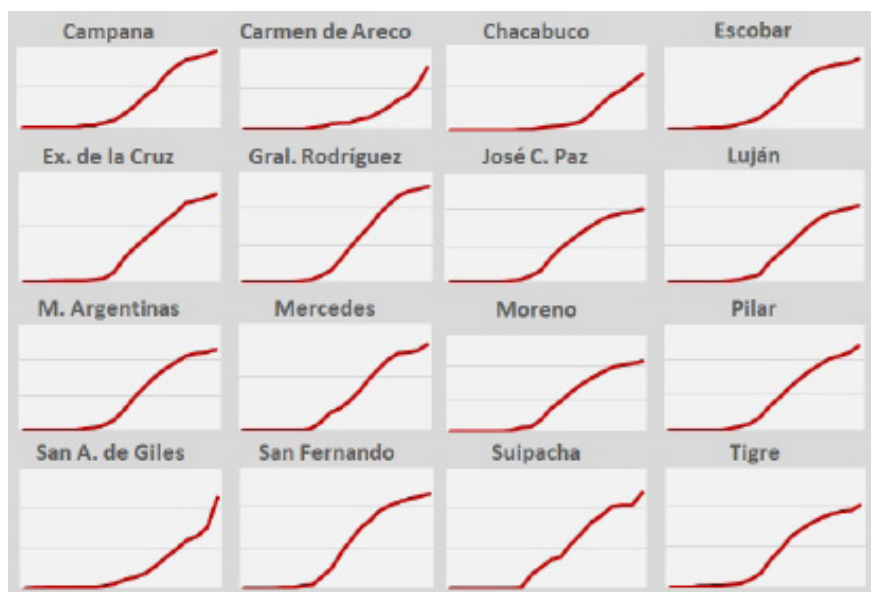 Campana
Carmen de Areco
Chacabuco
Escobar
Ex. de la Cruz
Gral. Rodríguez
José C. Paz
Luján
M. Argentinas
Mercedes
Moreno
Pilar
San A. de Giles
San Fernando
Suipacha
Tigre